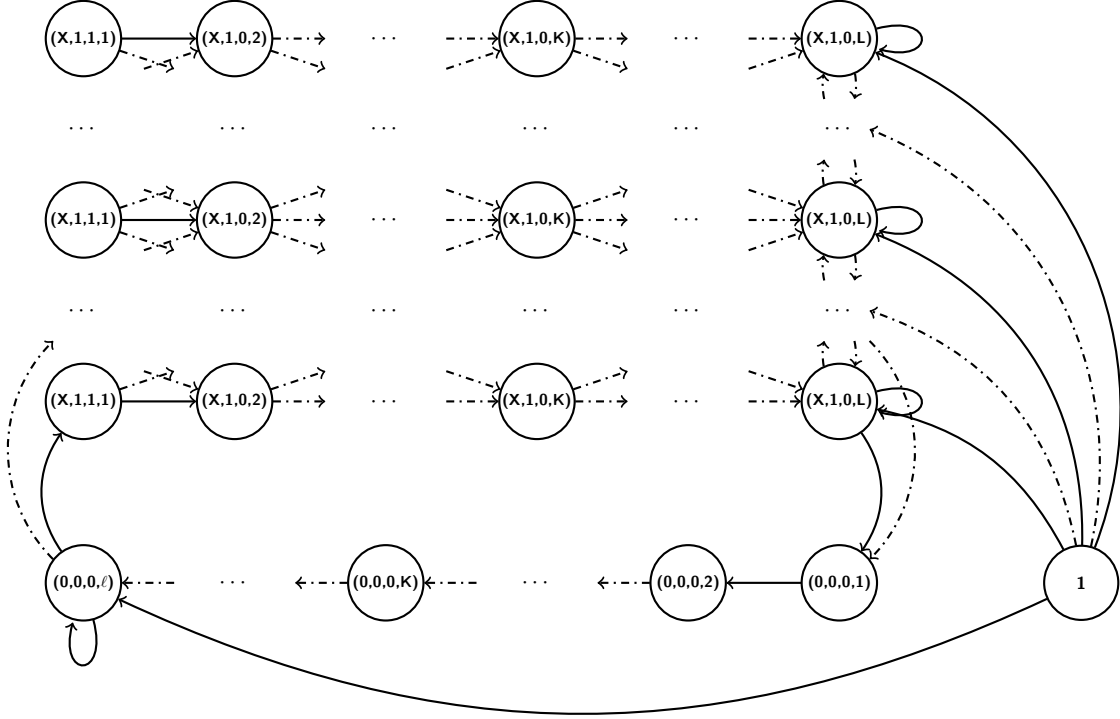 (X,1,1,1) (X,1,0,2) ... (X,1,0,K) ... (X,1,0,L)
... ... ... ... ... ...
(X,1,1,1) (X,1,0,2) ... (X,1,0,K) ... (X,1,0,L)
... ... ... ... ... ...
(X,1,1,1) (X,1,0,2) ... (X,1,0,K) ... (X,1,0,L)
(0,0,0,ℓ) ... (0,0,0,K) ... (0,0,0,2) (0,0,0,1) 1